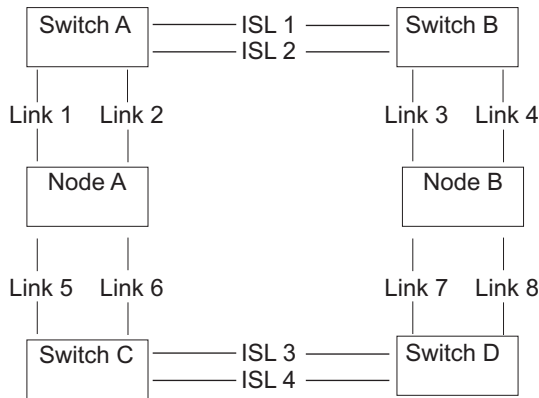 Switch A
ISL 1
Switch B
ISL 2
Link 1
Link 2
Link 3
Link 4
Node A
Node B
Link 5
Link 6
Link 7
Link 8
Switch C
ISL 3
Switch D
ISL 4